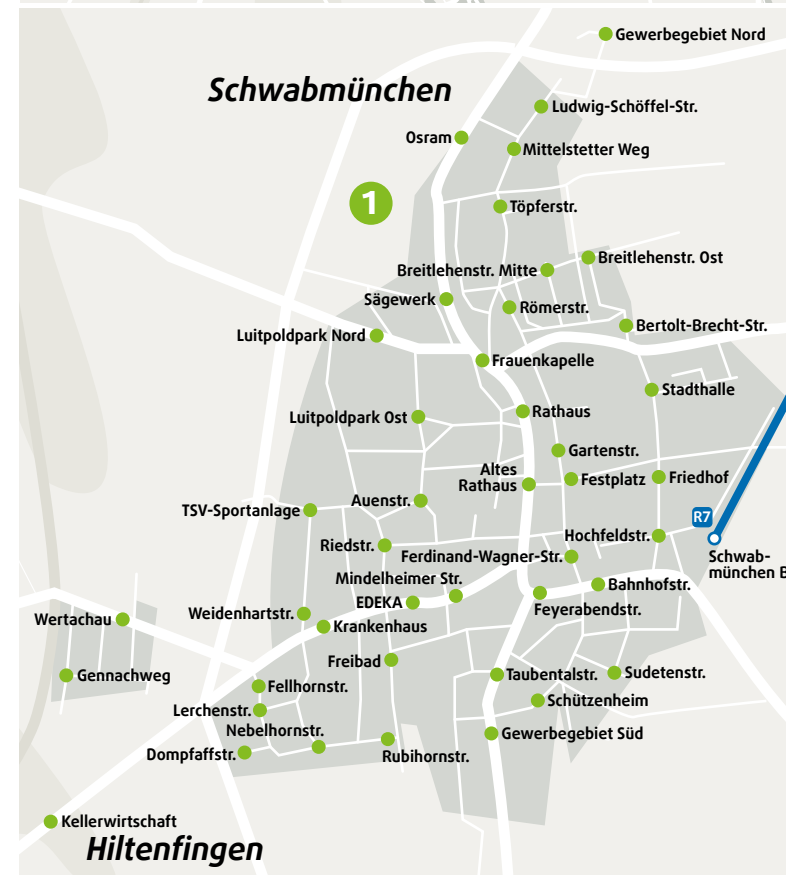 Gewerbegebiet Nord
Schwabmünchen
Ludwig-Schöffel-Str.
Osram
Mittelstetter Weg
1
Töpferstr.
Breitlehenstr. Ost
Breitlehenstr. Mitte
Sägewerk
Römerstr.
Bertolt-Brecht-Str.
Luitpoldpark Nord
Frauenkapelle
Stadthalle
Rathaus
Luitpoldpark Ost
Gartenstr.
Altes
Rathaus
Festplatz
Friedhof
Auenstr.
TSV-Sportanlage
R7
Hochfeldstr.
Riedstr.
Ferdinand-Wagner-Str.
Schwab-
münchen B
Mindelheimer Str.
Bahnhofstr.
EDEKA
Feyerabendstr.
Weidenhartstr.
Wertachau
Krankenhaus
Freibad
Gennachweg
Taubentalstr.
Sudetenstr.
Fellhornstr.
Schützenheim
Lerchenstr.
Nebelhornstr.
Gewerbegebiet Süd
Dompfaffstr.
Rubihornstr.
Kellerwirtschaft
Hiltenfingen